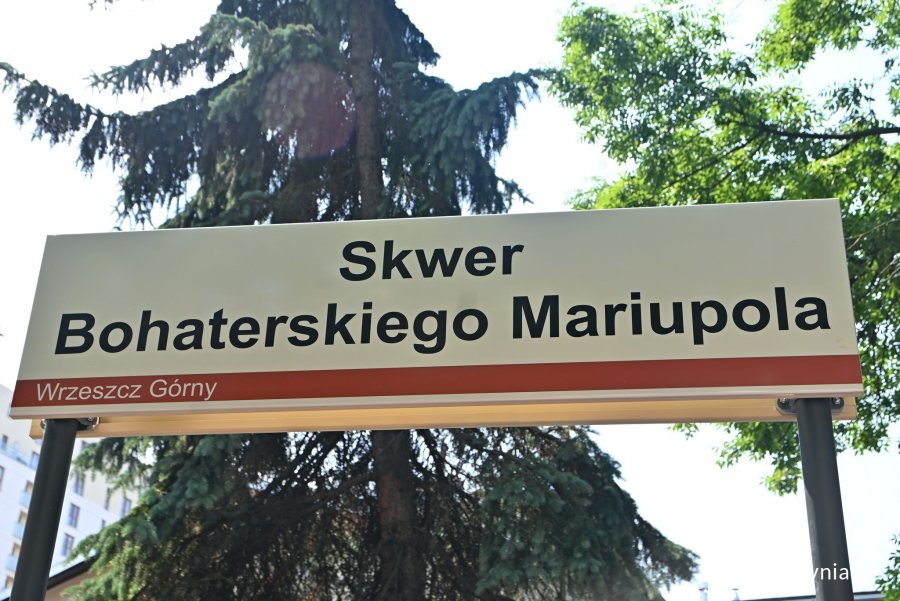 Skwer
Bohaterskiego Mariupola
Wrzeszcz Górny